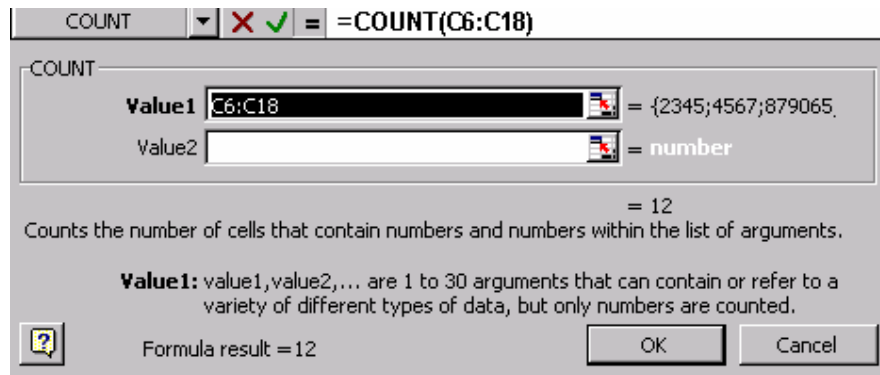 COUNT = =COUNT(C6:C18)
COUNT
Value1 C6:C18 = {2345;4567;879065;
Value2 = number
= 12
Counts the number of cells that contain numbers and numbers within the list of arguments.
Value1: value1,value2,... are 1 to 30 arguments that can contain or refer to a
variety of different types of data, but only numbers are counted.
? Formula result =12 OK Cancel